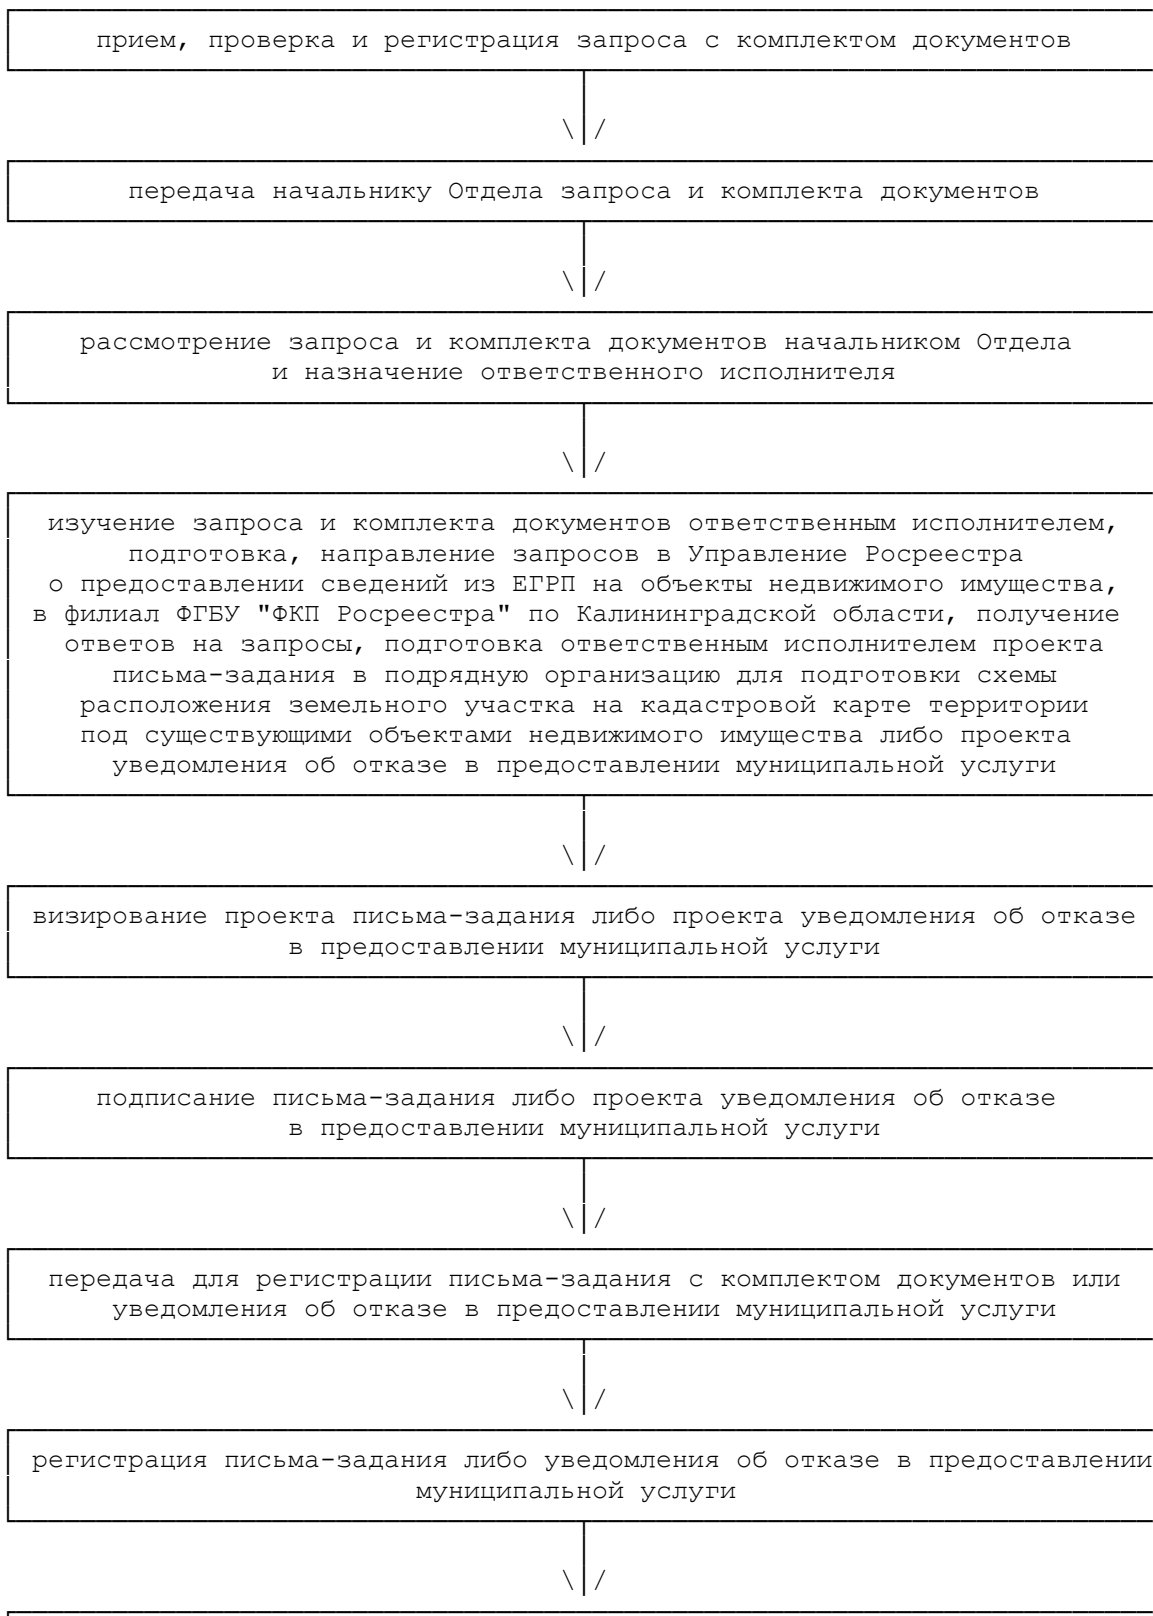 прием, проверка и регистрация запроса с комплектом документов
передача начальнику Отдела запроса и комплекта документов
рассмотрение запроса и комплекта документов начальником Отдела
и назначение ответственного исполнителя
изучение запроса и комплекта документов ответственным исполнителем,
подготовка, направление запросов в Управление Росреестра
о предоставлении сведений из ЕГРП на объекты недвижимого имущества,
в филиал ФГБУ "ФКП Росреестра" по Калининградской области, получение
ответов на запросы, подготовка ответственным исполнителем проекта
письма-задания в подрядную организацию для подготовки схемы
расположения земельного участка на кадастровой карте территории
под существующими объектами недвижимого имущества либо проекта
уведомления об отказе в предоставлении муниципальной услуги
визирование проекта письма-задания либо проекта уведомления об отказе
в предоставлении муниципальной услуги
подписание письма-задания либо проекта уведомления об отказе
в предоставлении муниципальной услуги
передача для регистрации письма-задания с комплектом документов или
уведомления об отказе в предоставлении муниципальной услуги
регистрация письма-задания либо уведомления об отказе в предоставлении
муниципальной услуги